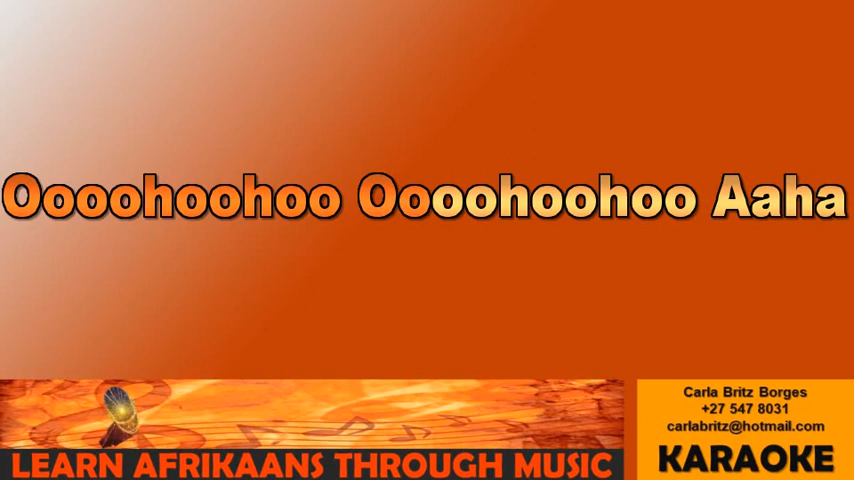 Oooohoohoo Oooohoohoo Aaha
LEARN AFRIKAANS THROUGH MUSIC
Carla Britz Borges
+27 547 8031
carlabritz@hotmail.com
KARAOKE